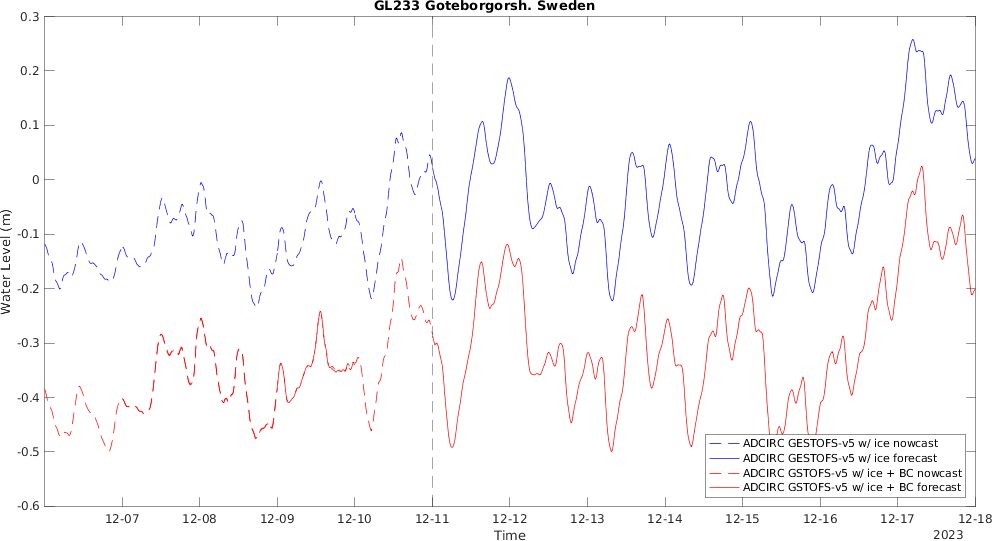 GL233 Goteborgorsh. Sweden
0.3
0.2
0.1
0
-0.1
-0.2
-0.3
-0.4
-0.5
-0.6
Water Level (m)
ADCIRC GESTOFS-v5 w/ ice nowcast
ADCIRC GESTOFS-v5 w/ ice forecast
ADCIRC GSTOFS-v5 w/ ice + BC nowcast
ADCIRC GSTOFS-v5 w/ ice + BC forecast
12-07 12-08 12-09 12-10 12-11 12-12 12-13 12-14 12-15 12-16 12-17 12-18
Time
2023